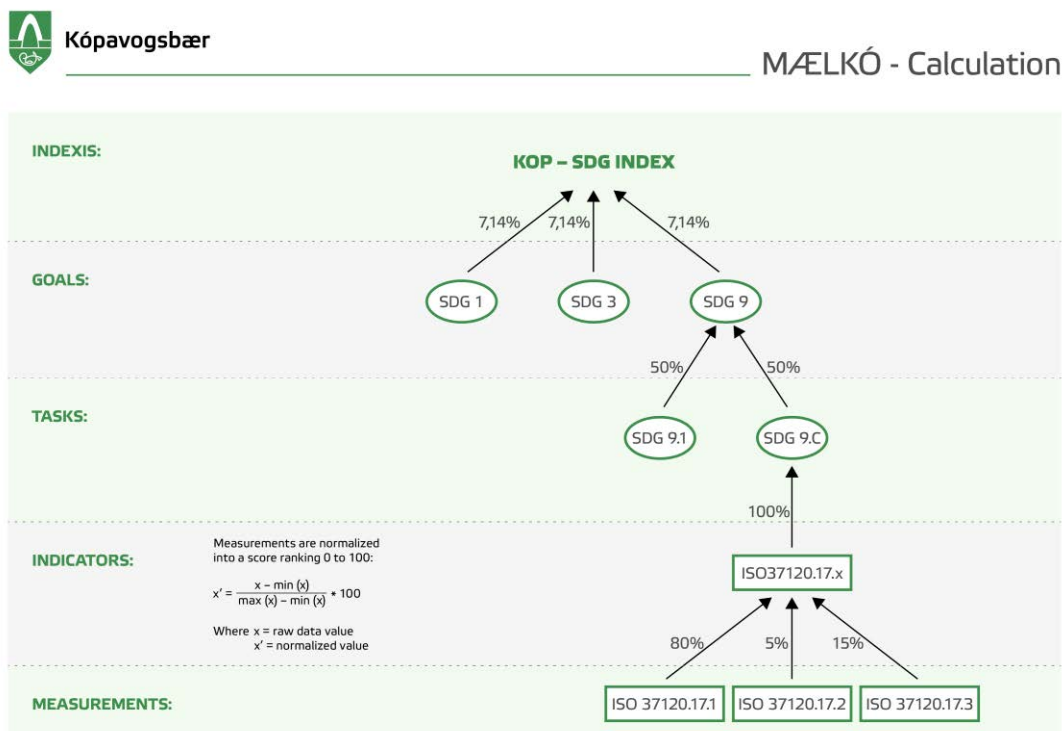 Kópavogsbær
MÆLKÓ - Calculation
INDEXIS:
KOP – SDG INDEX
7,14% 7,14% 7,14%
GOALS:
SDG 1 SDG 3 SDG 9
50% 50%
TASKS:
SDG 9.1 SDG 9.C
100%
INDICATORS:
Measurements are normalized
into a score ranking 0 to 100:
x′ = x – min (x) / max (x) – min (x) * 100
Where x = raw data value
x′ = normalized value
ISO37120.17.x
80% 5% 15%
MEASUREMENTS:
ISO 37120.17.1 ISO 37120.17.2 ISO 37120.17.3